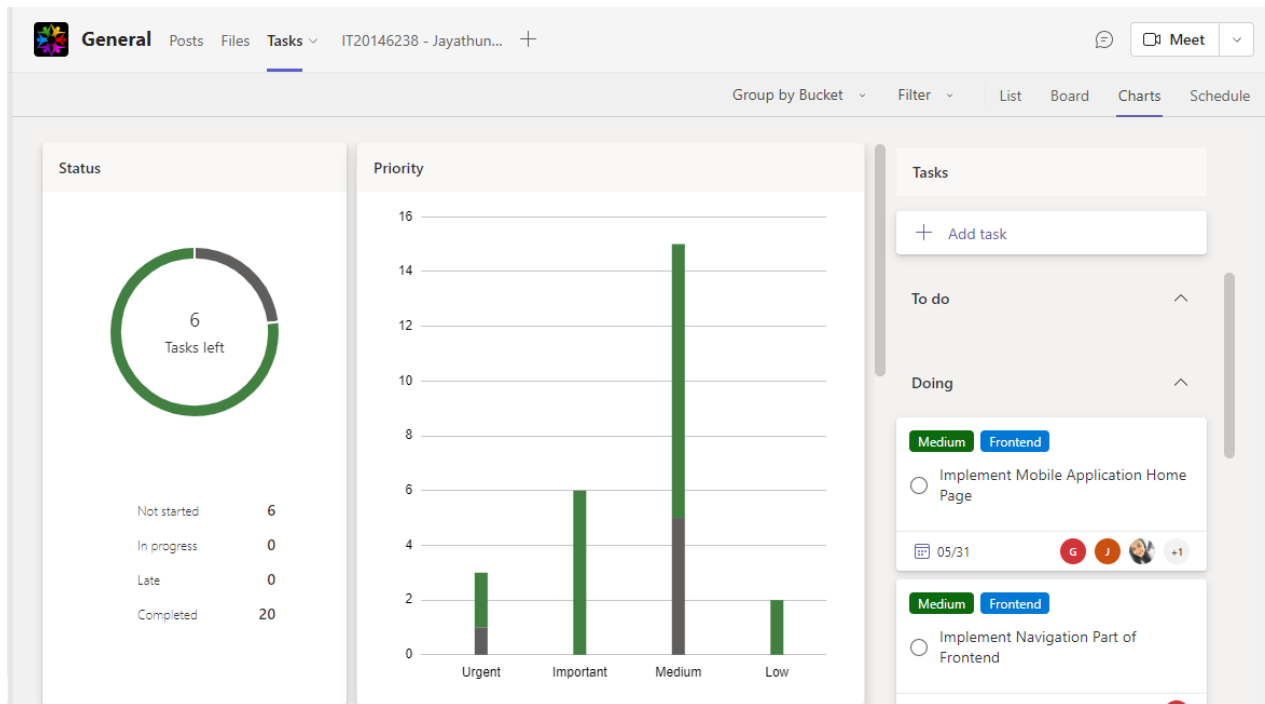 General Posts Files Tasks IT20146238 - Jayathun...
Meet
Group by Bucket Filter List Board Charts Schedule
Status
6
Tasks left
Not started 6
In progress 0
Late 0
Completed 20
Priority
16
14
12
10
8
6
4
2
0
Urgent Important Medium Low
Tasks
Add task
To do
Doing
Medium Frontend
Implement Mobile Application Home
Page
05/31 G J +1
Medium Frontend
Implement Navigation Part of
Frontend